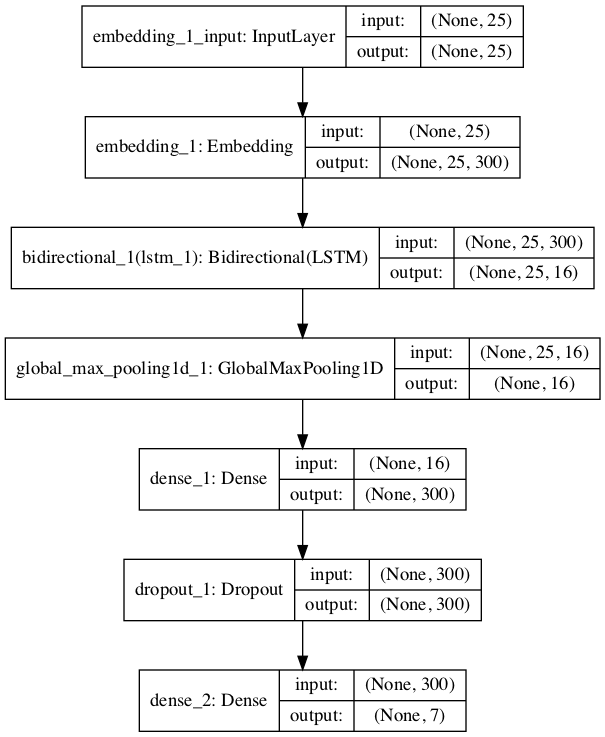 embedding_1_input: InputLayer
input: (None, 25)
output: (None, 25)
embedding_1: Embedding
input: (None, 25)
output: (None, 25, 300)
bidirectional_1(lstm_1): Bidirectional(LSTM)
input: (None, 25, 300)
output: (None, 25, 16)
global_max_pooling1d_1: GlobalMaxPooling1D
input: (None, 25, 16)
output: (None, 16)
dense_1: Dense
input: (None, 16)
output: (None, 300)
dropout_1: Dropout
input: (None, 300)
output: (None, 300)
dense_2: Dense
input: (None, 300)
output: (None, 7)